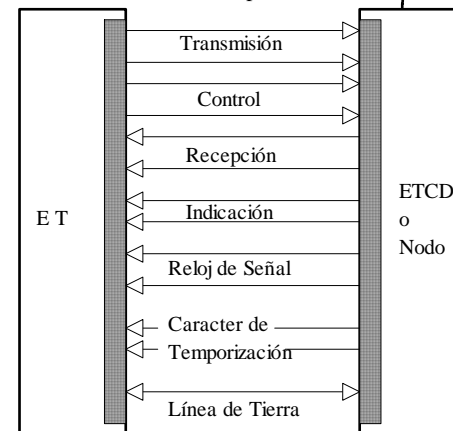 Transmisión
Control
Recepción
E T
Indicación
ETCD
o
Nodo
Reloj de Señal
Caracter de
Temporización
Línea de Tierra